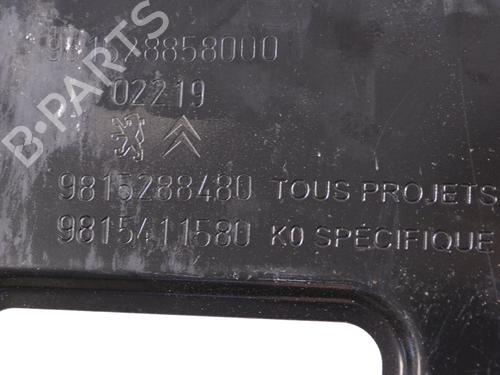 02219
9815288480 TOUS PROJETS
9815411580 K0 SPÉCIFIQUE
B-PARTS